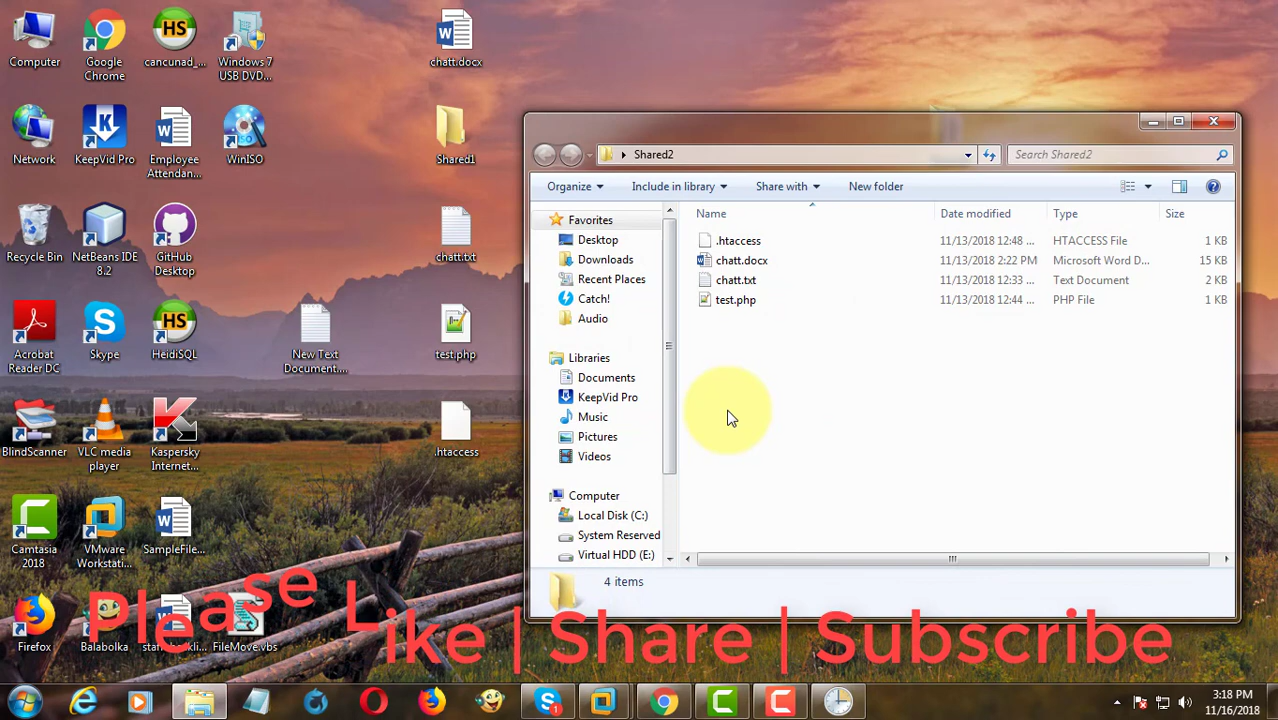 Computer
Google
Chrome
cancunad_...
Windows 7
USB DVD...
chatt.docx
Network
KeepVid Pro
Employee
Attendan...
WinISO
Shared1
Recycle Bin
NetBeans IDE
8.2
GitHub
Desktop
chatt.txt
Acrobat
Reader DC
Skype
HeidiSQL
New Text
Document....
test.php
BlindScanner
VLC media
player
Kaspersky
Internet...
.htaccess
Camtasia
2018
VMware
Workstati...
SampleFile...
Firefox
Balabolka
FileMove.vbs
Shared2
Search Shared2
Organize
Include in library
Share with
New folder
Name
Date modified
Type
Size
.htaccess
11/13/2018 12:48 ...
HTACCESS File
1 KB
chatt.docx
11/13/2018 2:22 PM
Microsoft Word D...
15 KB
chatt.txt
11/13/2018 12:33 ...
Text Document
2 KB
test.php
11/13/2018 12:44 ...
PHP File
1 KB
Favorites
Desktop
Downloads
Recent Places
Catch!
Audio
Libraries
Documents
KeepVid Pro
Music
Pictures
Videos
Computer
Local Disk (C:)
System Reserved
Virtual HDD (E:)
4 items
Please Like | Share | Subscribe
3:18 PM
11/16/2018